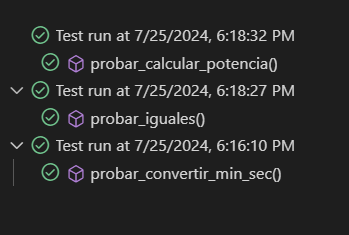 Test run at 7/25/2024, 6:18:32 PM
probar_calcular_potencia()
Test run at 7/25/2024, 6:18:27 PM
probar_iguales()
Test run at 7/25/2024, 6:16:10 PM
probar_convertir_min_sec()